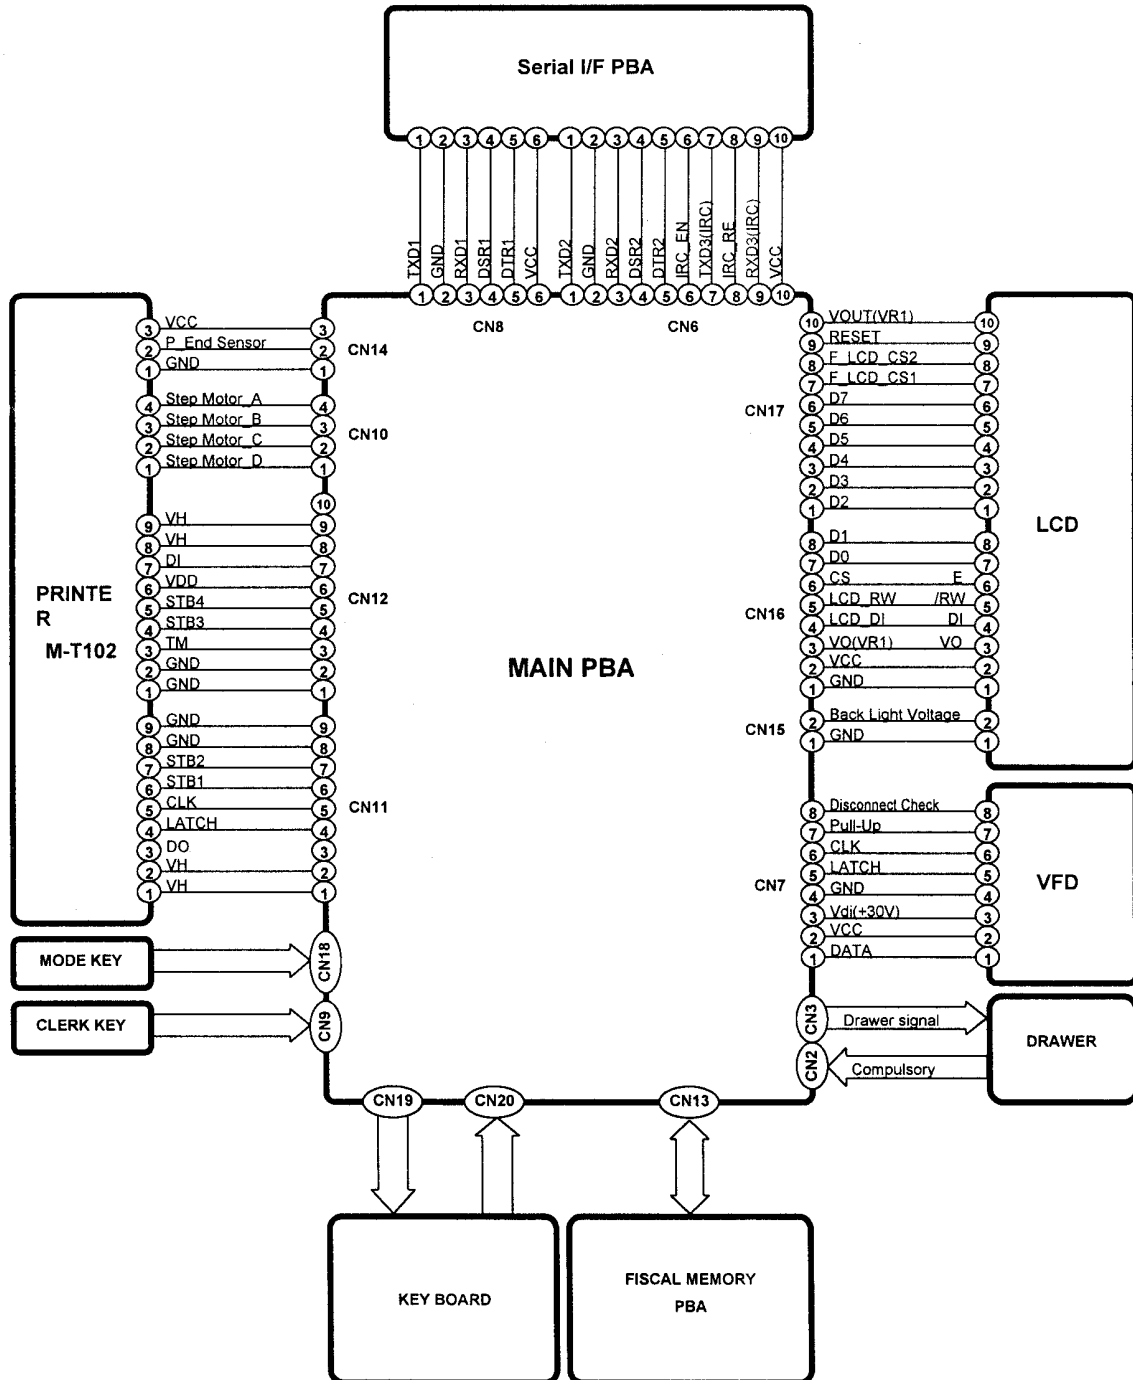 Serial I/F PBA
1 2 3 4 5 6 1 2 3 4 5 6 7 8 9 10
TXD1
GND
RXD1
DSR1
DTR1
VCC
TXD2
GND
RXD2
DSR2
DTR2
IRC_EN
TXD3(IRC)
IRC_RE
RXD3(IRC)
VCC
1 2 3 4 5 6 1 2 3 4 5 6 7 8 9 10
CN8 CN6
PRINTE
R
M-T102
3 VCC 3
2 P_End Sensor 2
1 GND 1
CN14
4 Step Motor_A 4
3 Step Motor_B 3
2 Step Motor_C 2
1 Step Motor_D 1
CN10
10
9 VH 9
8 VH 8
7 DI 7
6 VDD 6
5 STB4 5
4 STB3 4
3 TM 3
2 GND 2
1 GND 1
CN12
9 GND 9
8 GND 8
7 STB2 7
6 STB1 6
5 CLK 5
4 LATCH 4
3 DO 3
2 VH 2
1 VH 1
CN11
MODE KEY
CN18
CLERK KEY
CN9
MAIN PBA
10 VOUT(VR1) 10
9 RESET 9
8 F_LCD_CS2 8
7 F_LCD_CS1 7
6 D7 6
5 D6 5
4 D5 4
3 D4 3
2 D3 2
1 D2 1
CN17
8 D1 8
7 D0 7
6 CS E 6
5 LCD_RW /RW 5
4 LCD_DI DI 4
3 VO(VR1) VO 3
2 VCC 2
1 GND 1
CN16
2 Back Light Voltage 2
1 GND 1
CN15
LCD
8 Disconnect Check 8
7 Pull-Up 7
6 CLK 6
5 LATCH 5
4 GND 4
3 Vdi(+30V) 3
2 VCC 2
1 DATA 1
CN7
VFD
CN3
Drawer signal
CN2
Compulsory
DRAWER
CN19 CN20 CN13
KEY BOARD
FISCAL MEMORY
PBA